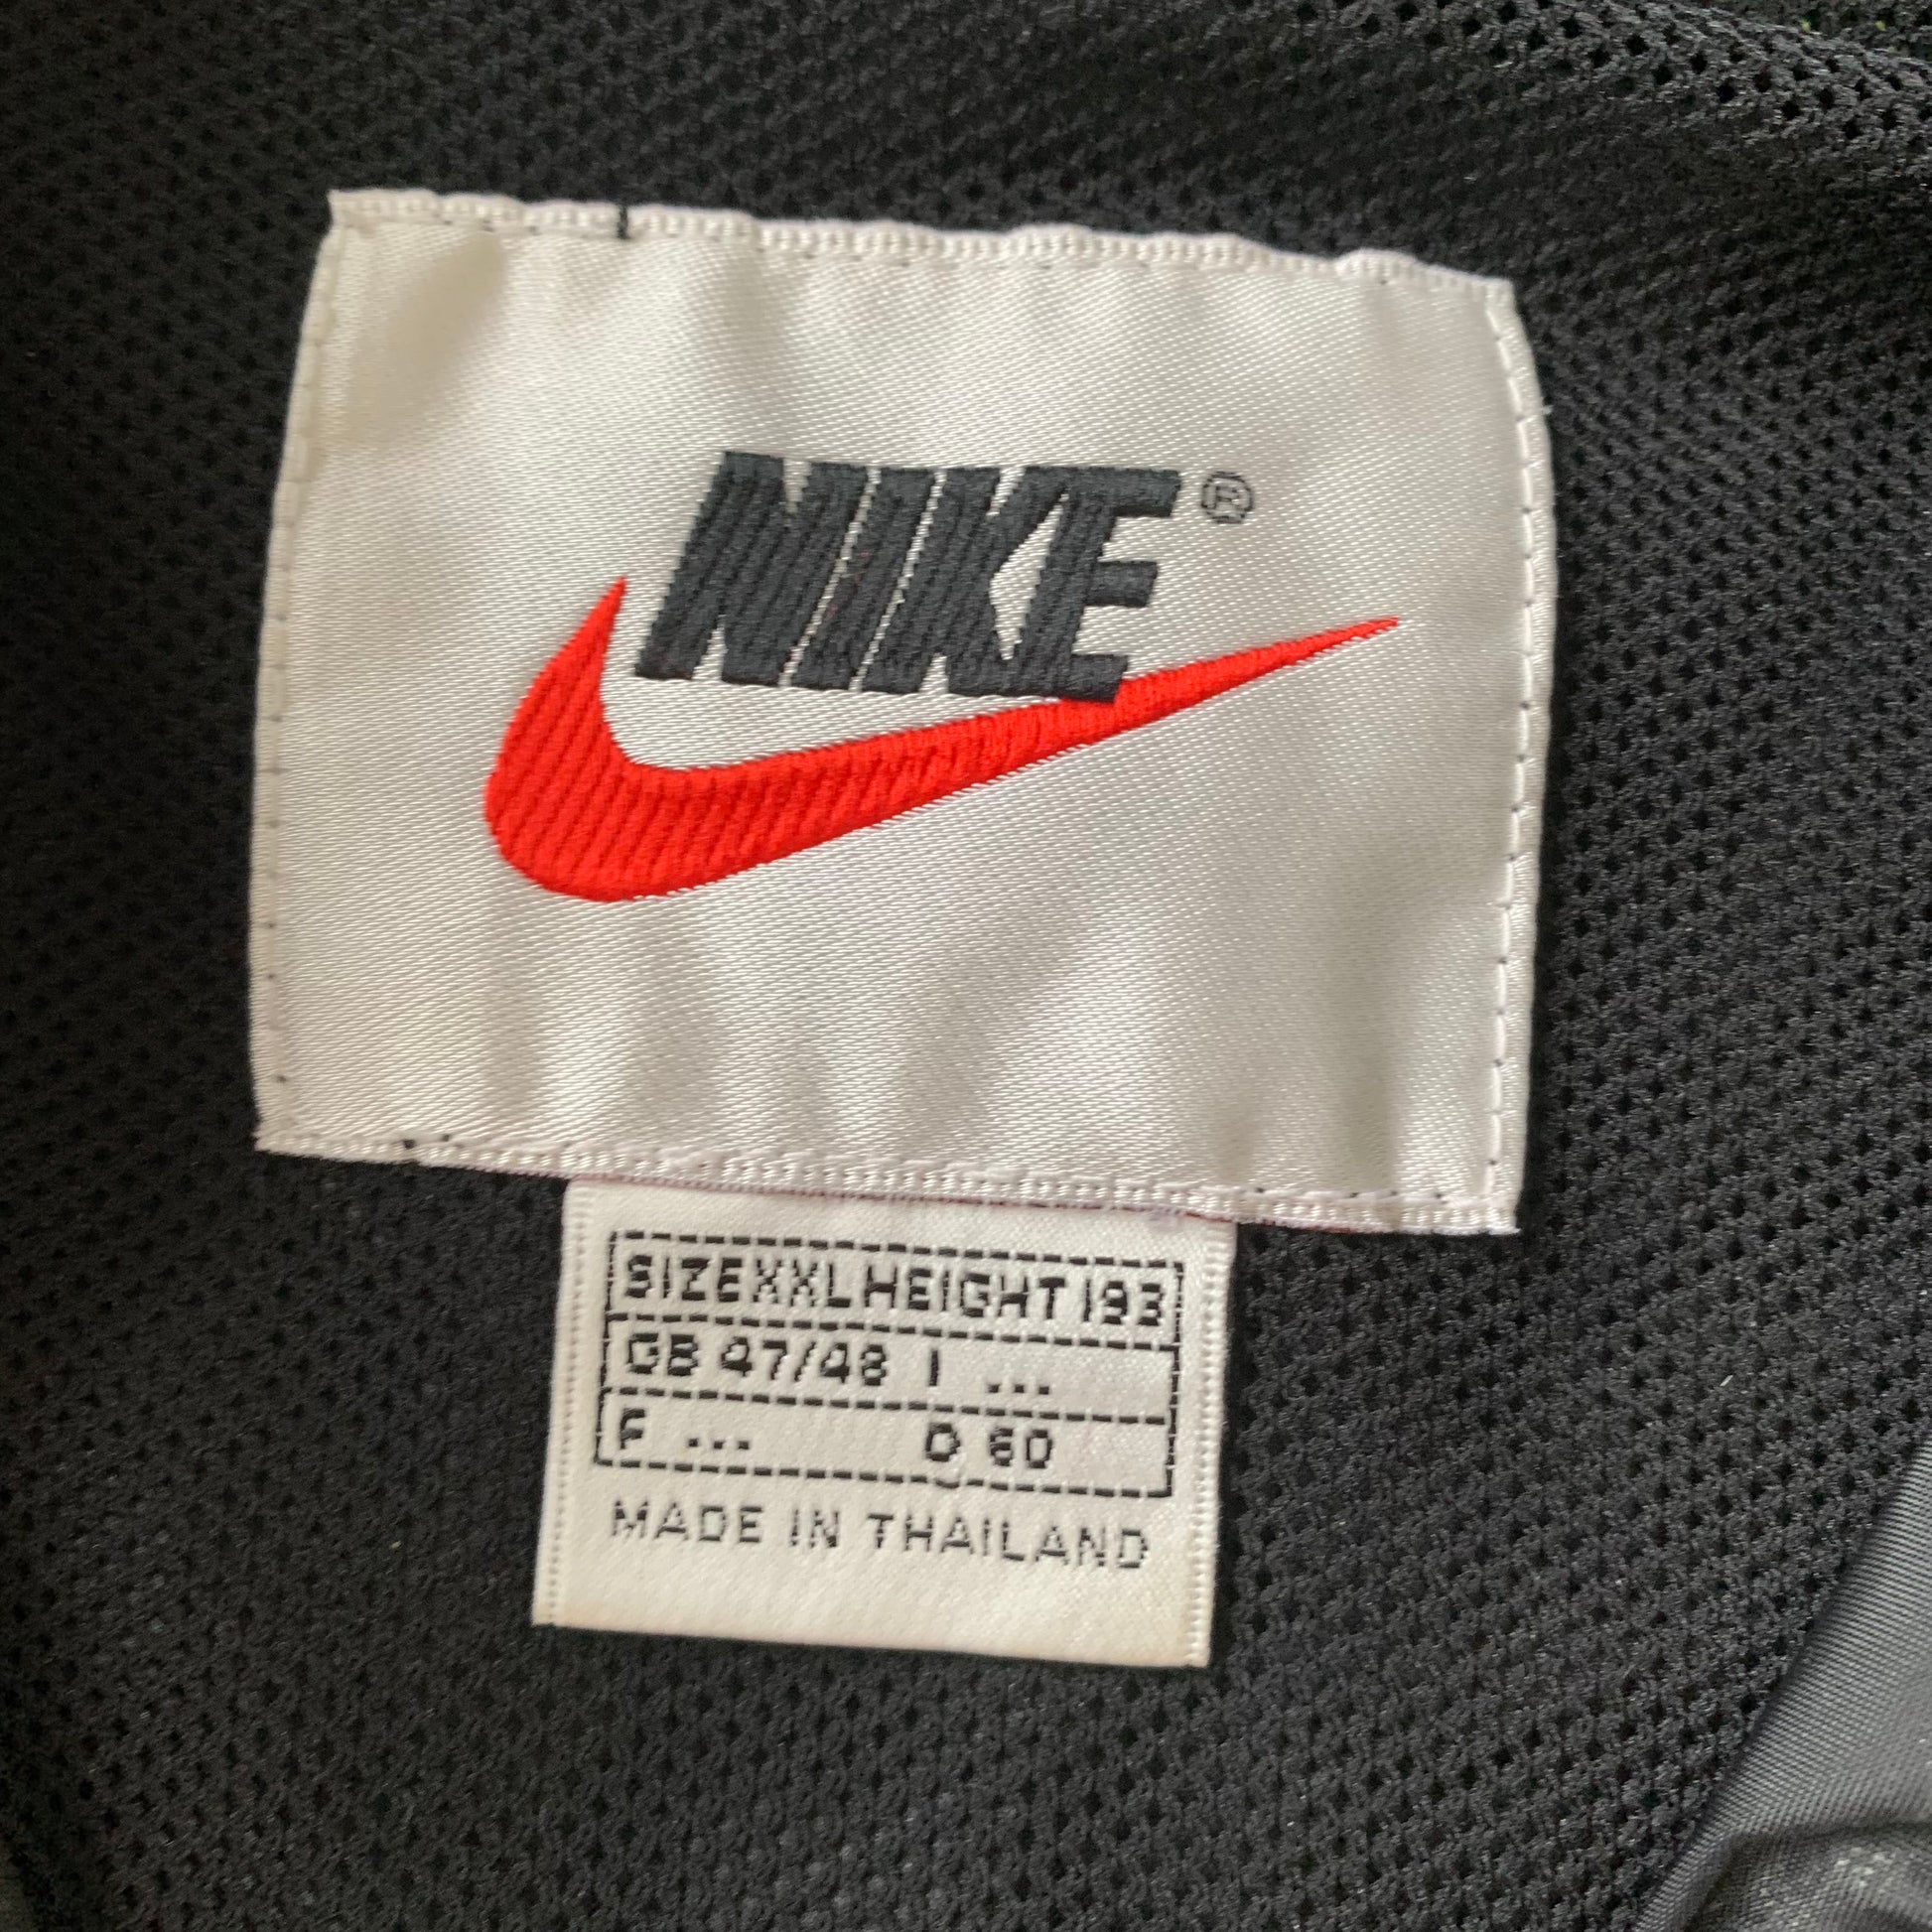 NIKE®
SIZE XXL HEIGHT 193
GB 47/48 I ...
F ... D 60
MADE IN THAILAND